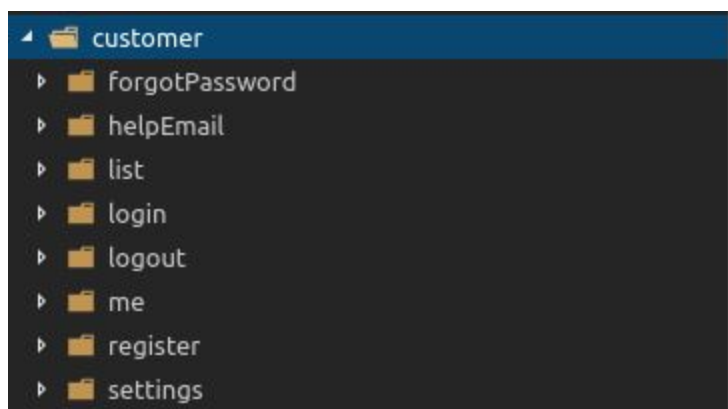 customer
forgotPassword
helpEmail
list
login
logout
me
register
settings